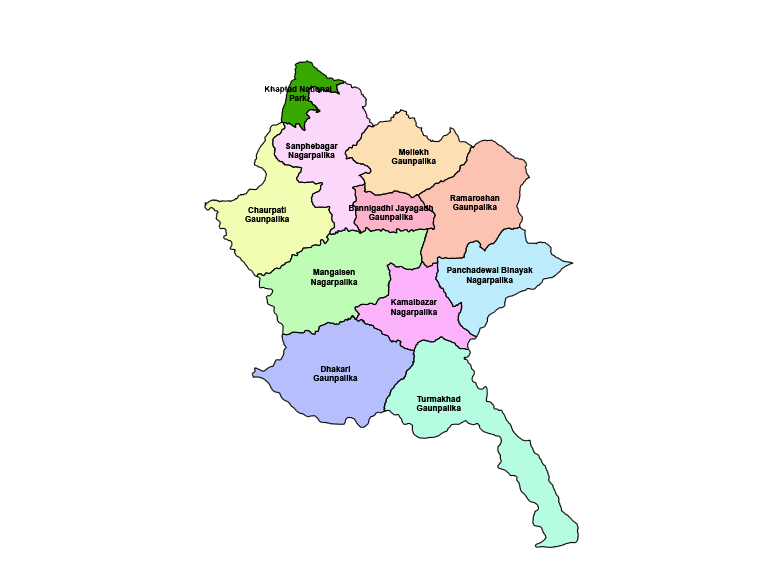 Khaptad National
Park
Sanphebagar
Nagarpalika
Mellekh
Gaunpalika
Bannigadhi Jayagadh
Gaunpalika
Ramaroshan
Gaunpalika
Chaurpati
Gaunpalika
Mangalsen
Nagarpalika
Panchadewal Binayak
Nagarpalika
Kamalbazar
Nagarpalika
Dhakari
Gaunpalika
Turmakhad
Gaunpalika